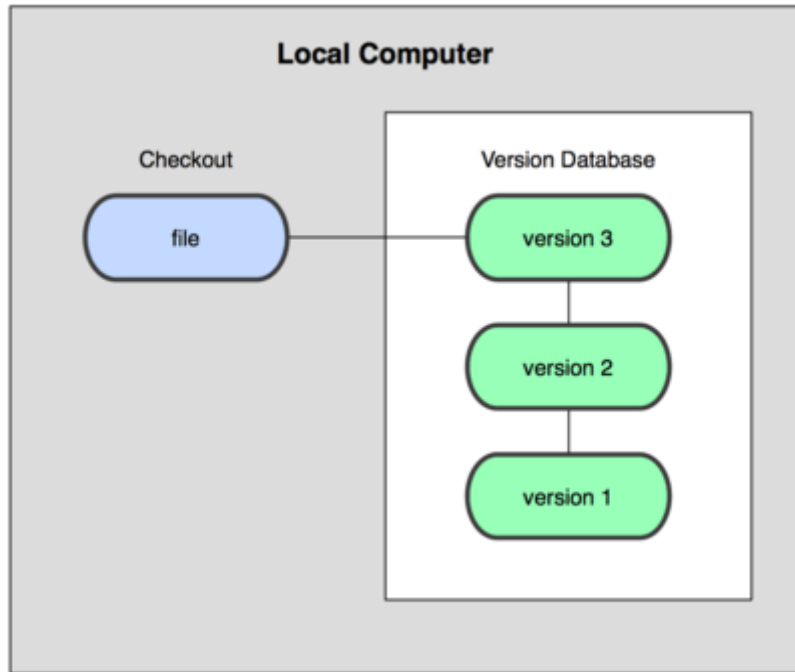 Local Computer
Checkout
Version Database
file
version 3
version 2
version 1